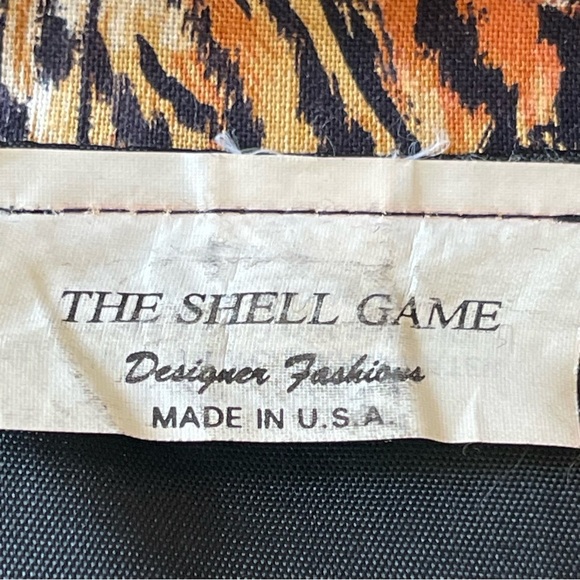 THE SHELL GAME
Designer Fashions
MADE IN U.S.A.